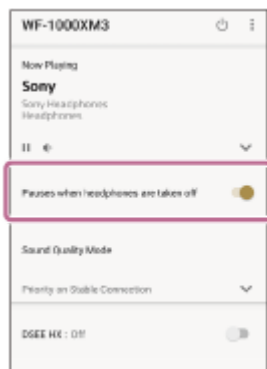 WF-1000XM3
Now Playing
Sony
Sony Headphones
Headphones
Pauses when headphones are taken off
Sound Quality Mode
Priority on Stable Connection
DSEE HX : Off